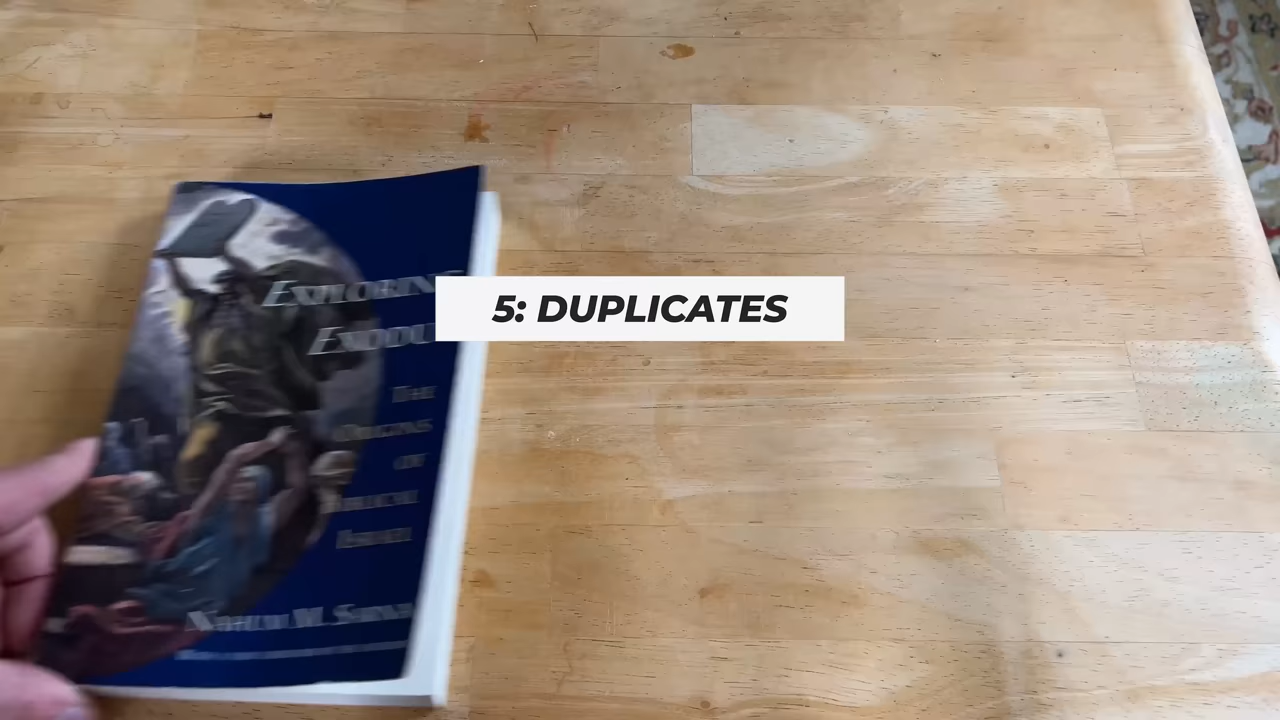 5: DUPLICATES
EXPLORING
EXODUS
THE
ORIGINS
OF
BIBLICAL
ISRAEL
NAHUM M. SARNA